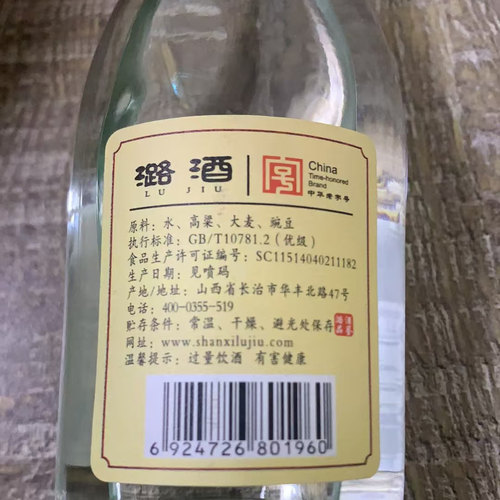 潞酒
LU JIU
China
Time-honored
Brand
中华老字号
原料：水、高梁、大麦、豌豆
执行标准：GB/T10781.2（优级）
食品生产许可证编号：SC11514040211182
生产日期：见喷码
产地/地址：山西省长治市华丰北路47号
电话：400-0355-519
贮存条件：常温、干燥、避光处保存
网址：www.shanxilujiu.com
温馨提示：过量饮酒 有害健康
6 924726 801960